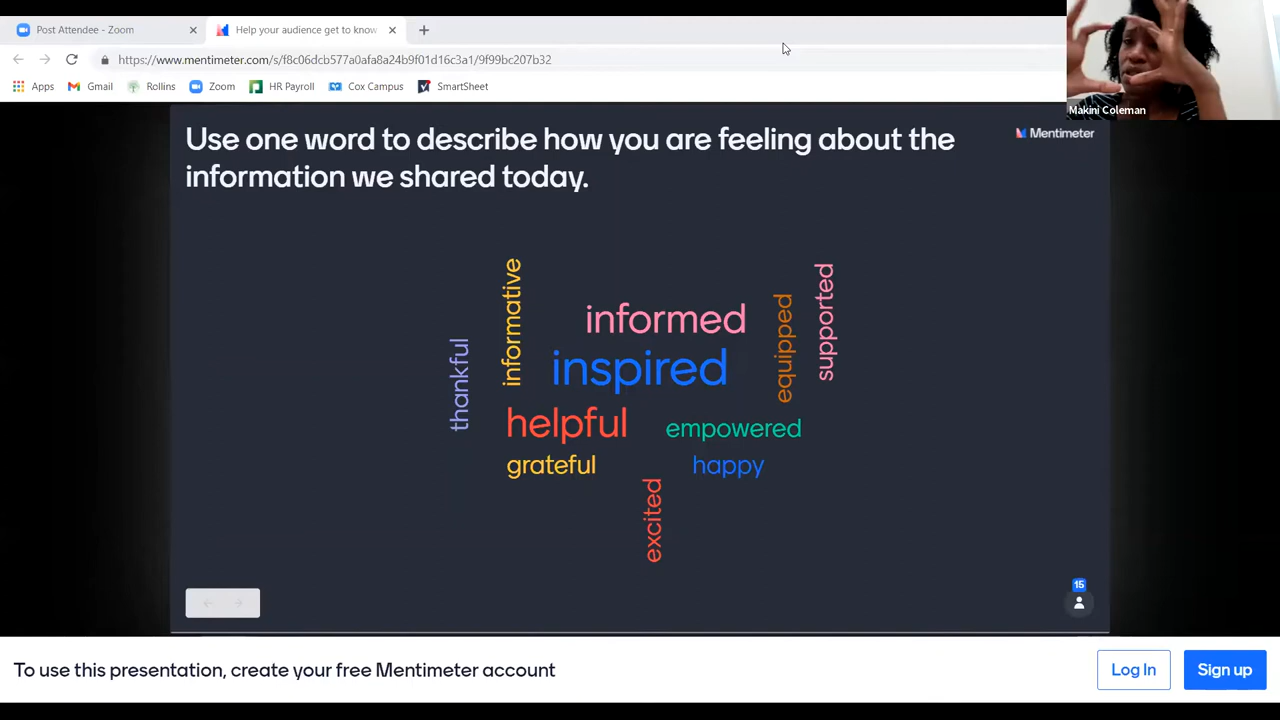 Post Attendee - Zoom
Help your audience get to know
https://www.mentimeter.com/s/f8c06dcb577a0afa8a24b9f01d16c3a1/9f99bc207b32
Apps
Gmail
Rollins
Zoom
HR Payroll
Cox Campus
SmartSheet
Makini Coleman
Use one word to describe how you are feeling about the
information we shared today.
Mentimeter
thankful
informative
informed
inspired
equipped
supported
helpful
empowered
grateful
happy
excited
15
To use this presentation, create your free Mentimeter account
Log In
Sign up